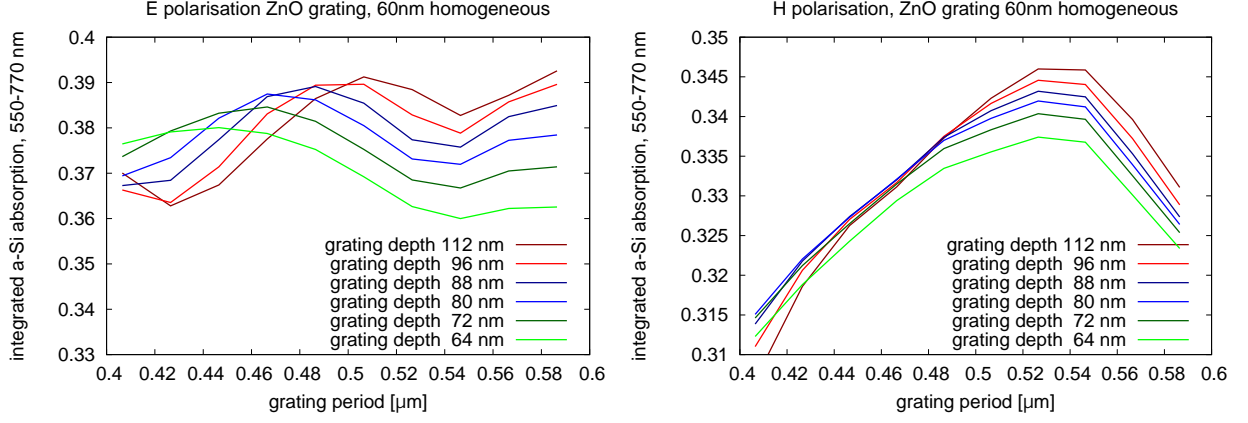 E polarisation ZnO grating, 60nm homogeneous
integrated a-Si absorption, 550-770 nm
0.4
0.39
0.38
0.37
0.36
0.35
0.34
0.33
grating depth 112 nm
grating depth 96 nm
grating depth 88 nm
grating depth 80 nm
grating depth 72 nm
grating depth 64 nm
0.4 0.42 0.44 0.46 0.48 0.5 0.52 0.54 0.56 0.58 0.6
grating period [µm]
H polarisation, ZnO grating 60nm homogeneous
integrated a-Si absorption, 550-770 nm
0.35
0.345
0.34
0.335
0.33
0.325
0.32
0.315
0.31
grating depth 112 nm
grating depth 96 nm
grating depth 88 nm
grating depth 80 nm
grating depth 72 nm
grating depth 64 nm
0.4 0.42 0.44 0.46 0.48 0.5 0.52 0.54 0.56 0.58 0.6
grating period [µm]